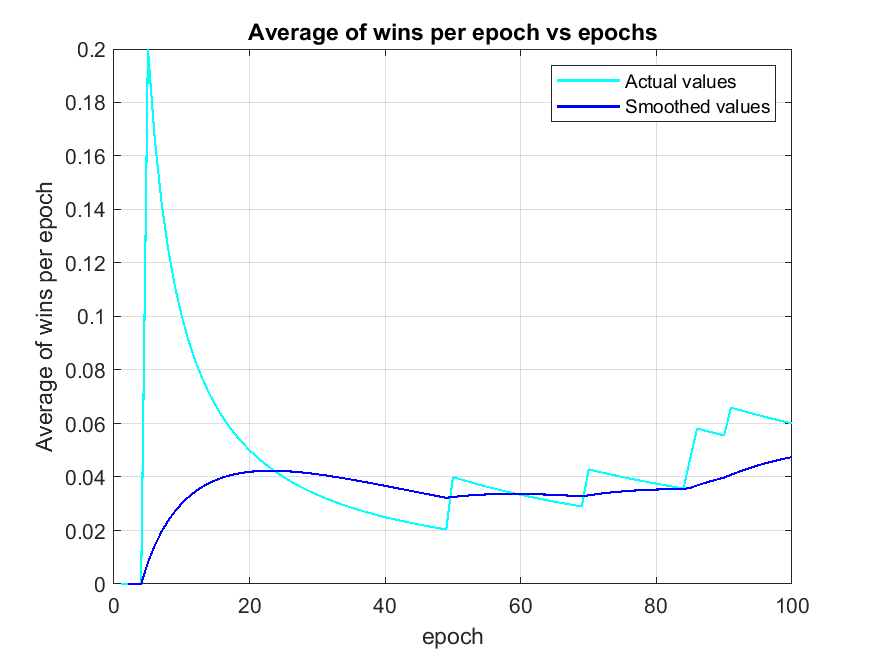 Average of wins per epoch vs epochs
Actual values
Smoothed values
Average of wins per epoch
0.2
0.18
0.16
0.14
0.12
0.1
0.08
0.06
0.04
0.02
0
0 20 40 60 80 100
epoch